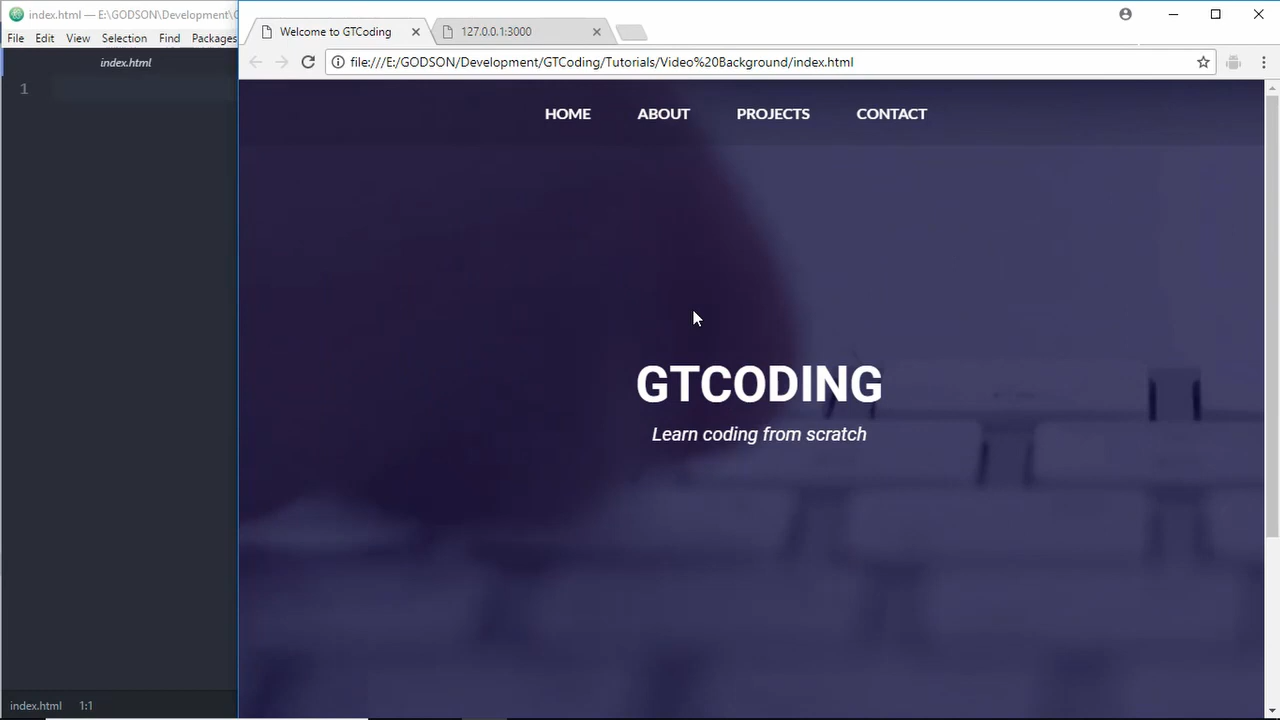 index.html — E:\GODSON\Development\G
File Edit View Selection Find Packages
index.html
1
index.html 1:1
Welcome to GTCoding
127.0.0.1:3000
file:///E:/GODSON/Development/GTCoding/Tutorials/Video%20Background/index.html
HOME ABOUT PROJECTS CONTACT
GTCODING
Learn coding from scratch